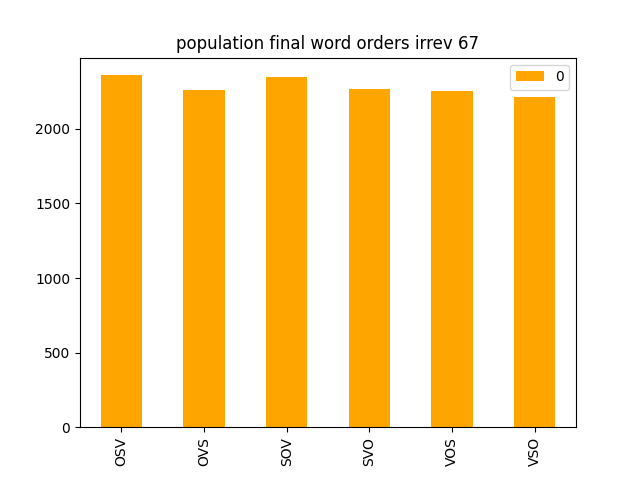 population final word orders irrev 67
0
2000
1500
1000
500
0
OSV
OVS
SOV
SVO
VOS
VSO